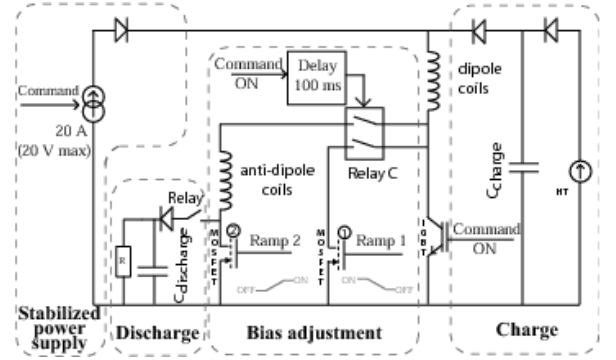 Command
ON
Delay
100 ms
dipole
coils
Command
20 A
(20 V max)
anti-dipole
coils
Relay C
Ccharge
HT
Relay
R
Cdischarge
MOSFET
2
Ramp 2
OFF
ON
MOSFET
1
Ramp 1
ON
OFF
IGBT
Command
ON
Stabilized
power
supply
Discharge
Bias adjustment
Charge